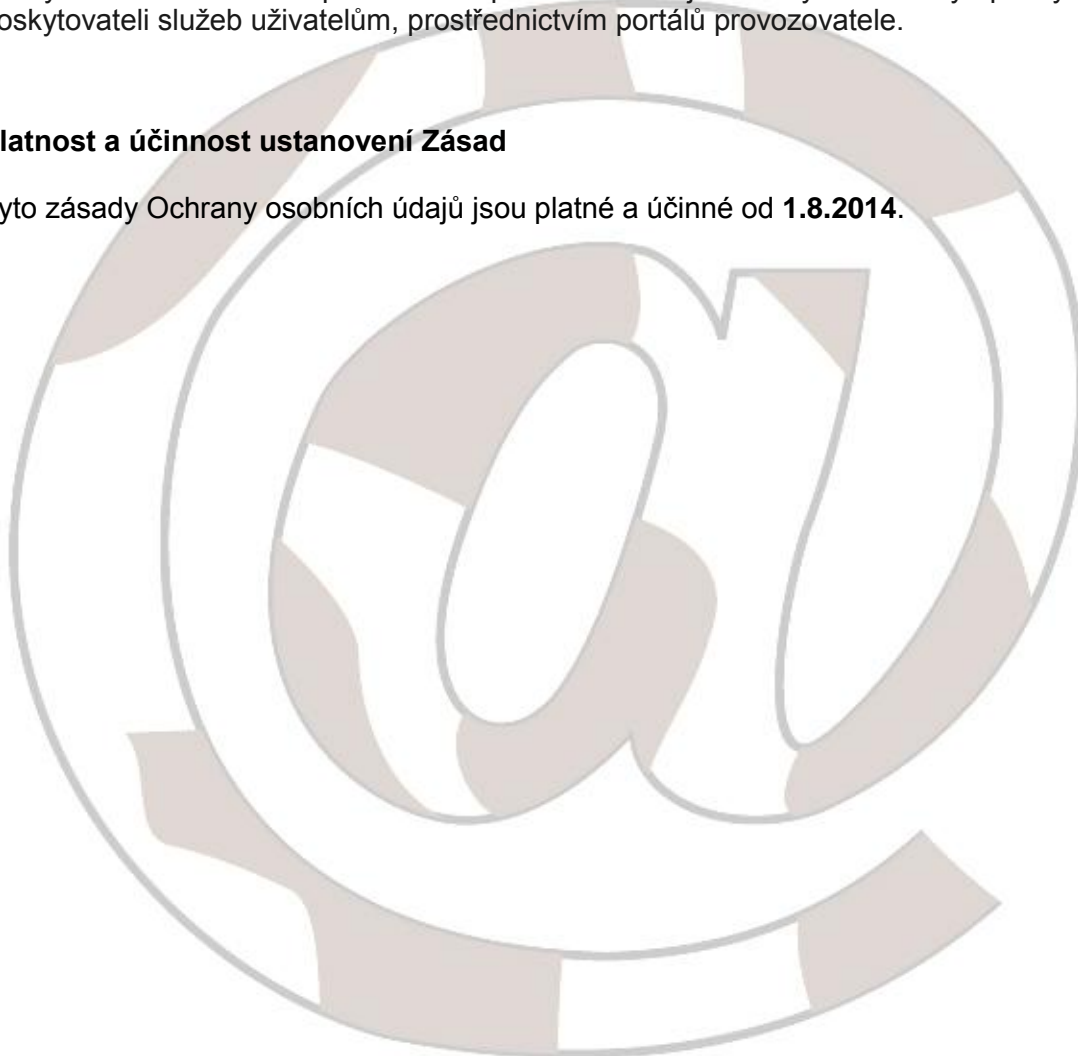 oskytovateli služeb uživatelům, prostřednictvím portálů provozovatele.
latnost a účinnost ustanovení Zásad
yto zásady Ochrany osobních údajů jsou platné a účinné od 1.8.2014.